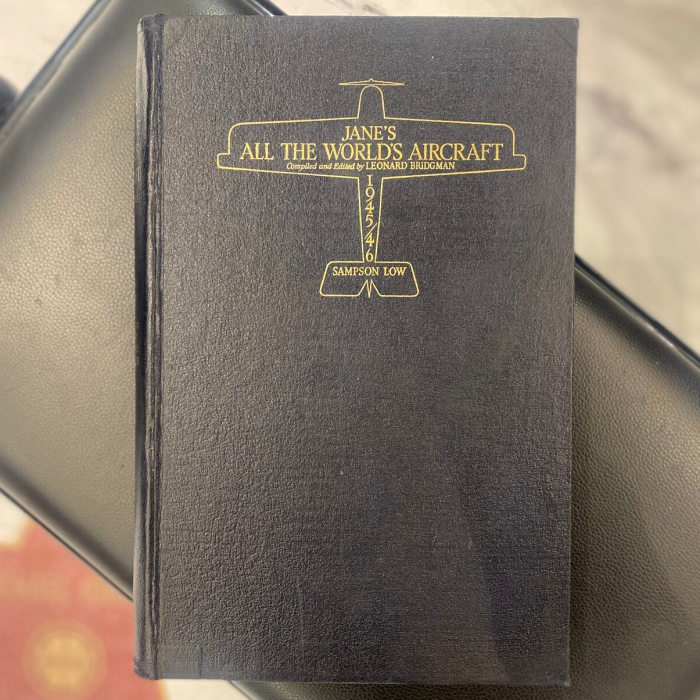 JANE'S
ALL THE WORLD'S AIRCRAFT
Compiled and Edited by LEONARD BRIDGMAN
1945/46
SAMPSON LOW